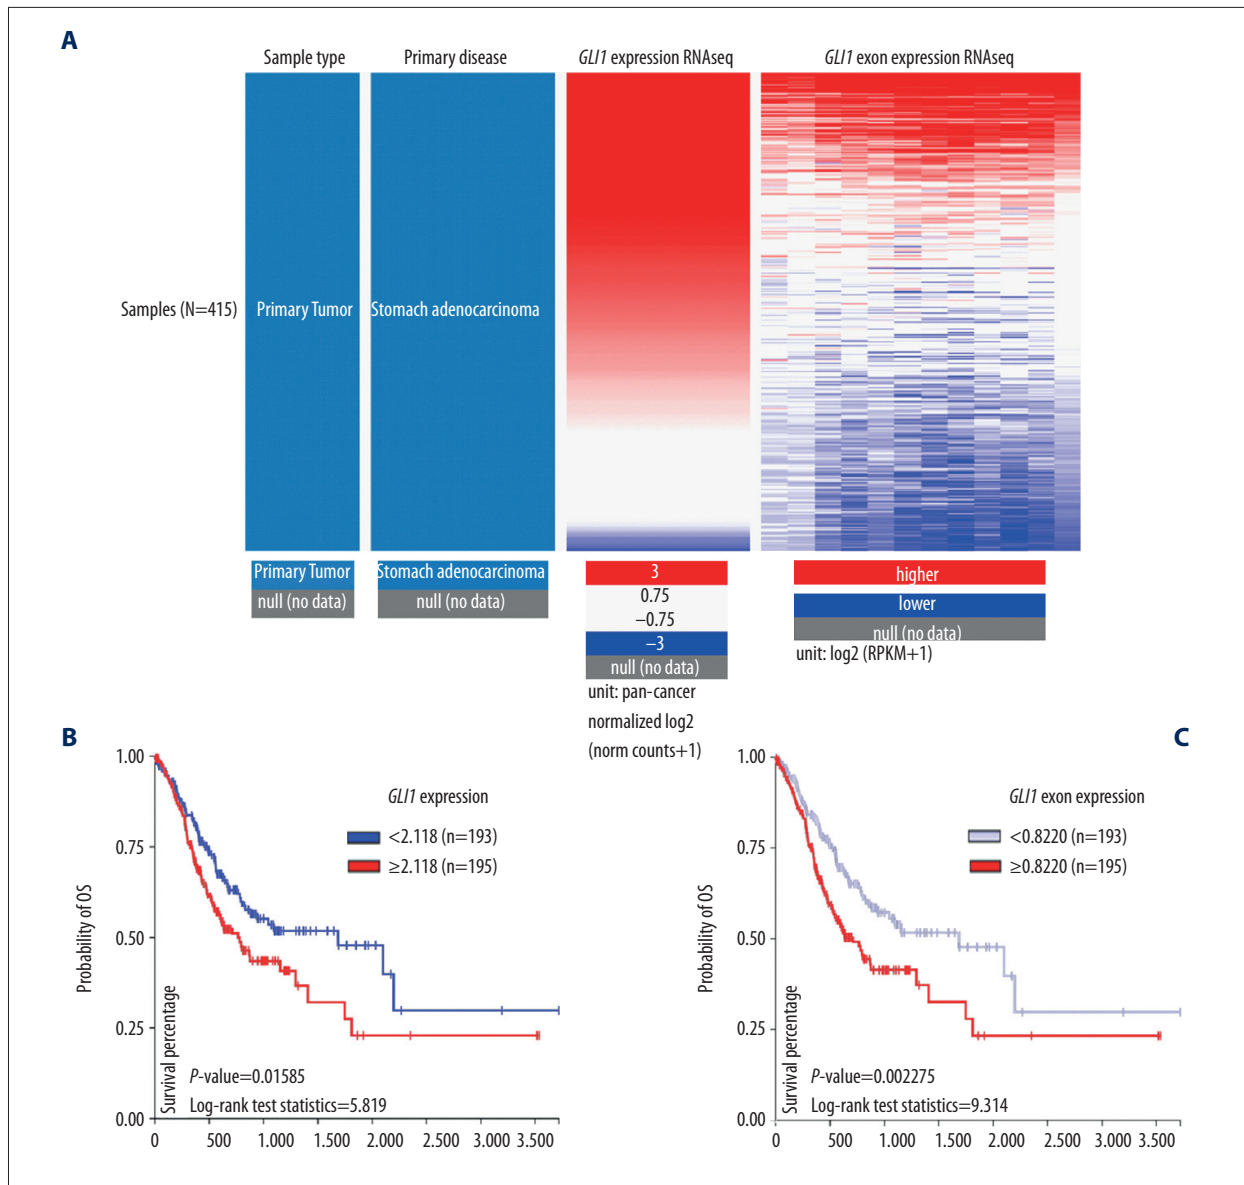 A
Sample type
Primary disease
GLI1 expression RNAseq
GLI1 exon expression RNAseq
Samples (N=415)
Primary Tumor
Stomach adenocarcinoma
Primary Tumor
null (no data)
Stomach adenocarcinoma
null (no data)
3
0.75
−0.75
−3
null (no data)
unit: pan-cancer
normalized log2
(norm counts+1)
higher
lower
null (no data)
unit: log2 (RPKM+1)
B
1.00
0.75
0.50
0.25
0.00
Probability of OS
Survival percentage
GLI1 expression
<2.118 (n=193)
≥2.118 (n=195)
P-value=0.01585
Log-rank test statistics=5.819
0 500 1.000 1.500 2.000 2.500 3.000 3.500
C
1.00
0.75
0.50
0.25
0.00
Probability of OS
Survival percentage
GLI1 exon expression
<0.8220 (n=193)
≥0.8220 (n=195)
P-value=0.002275
Log-rank test statistics=9.314
0 500 1.000 1.500 2.000 2.500 3.000 3.500